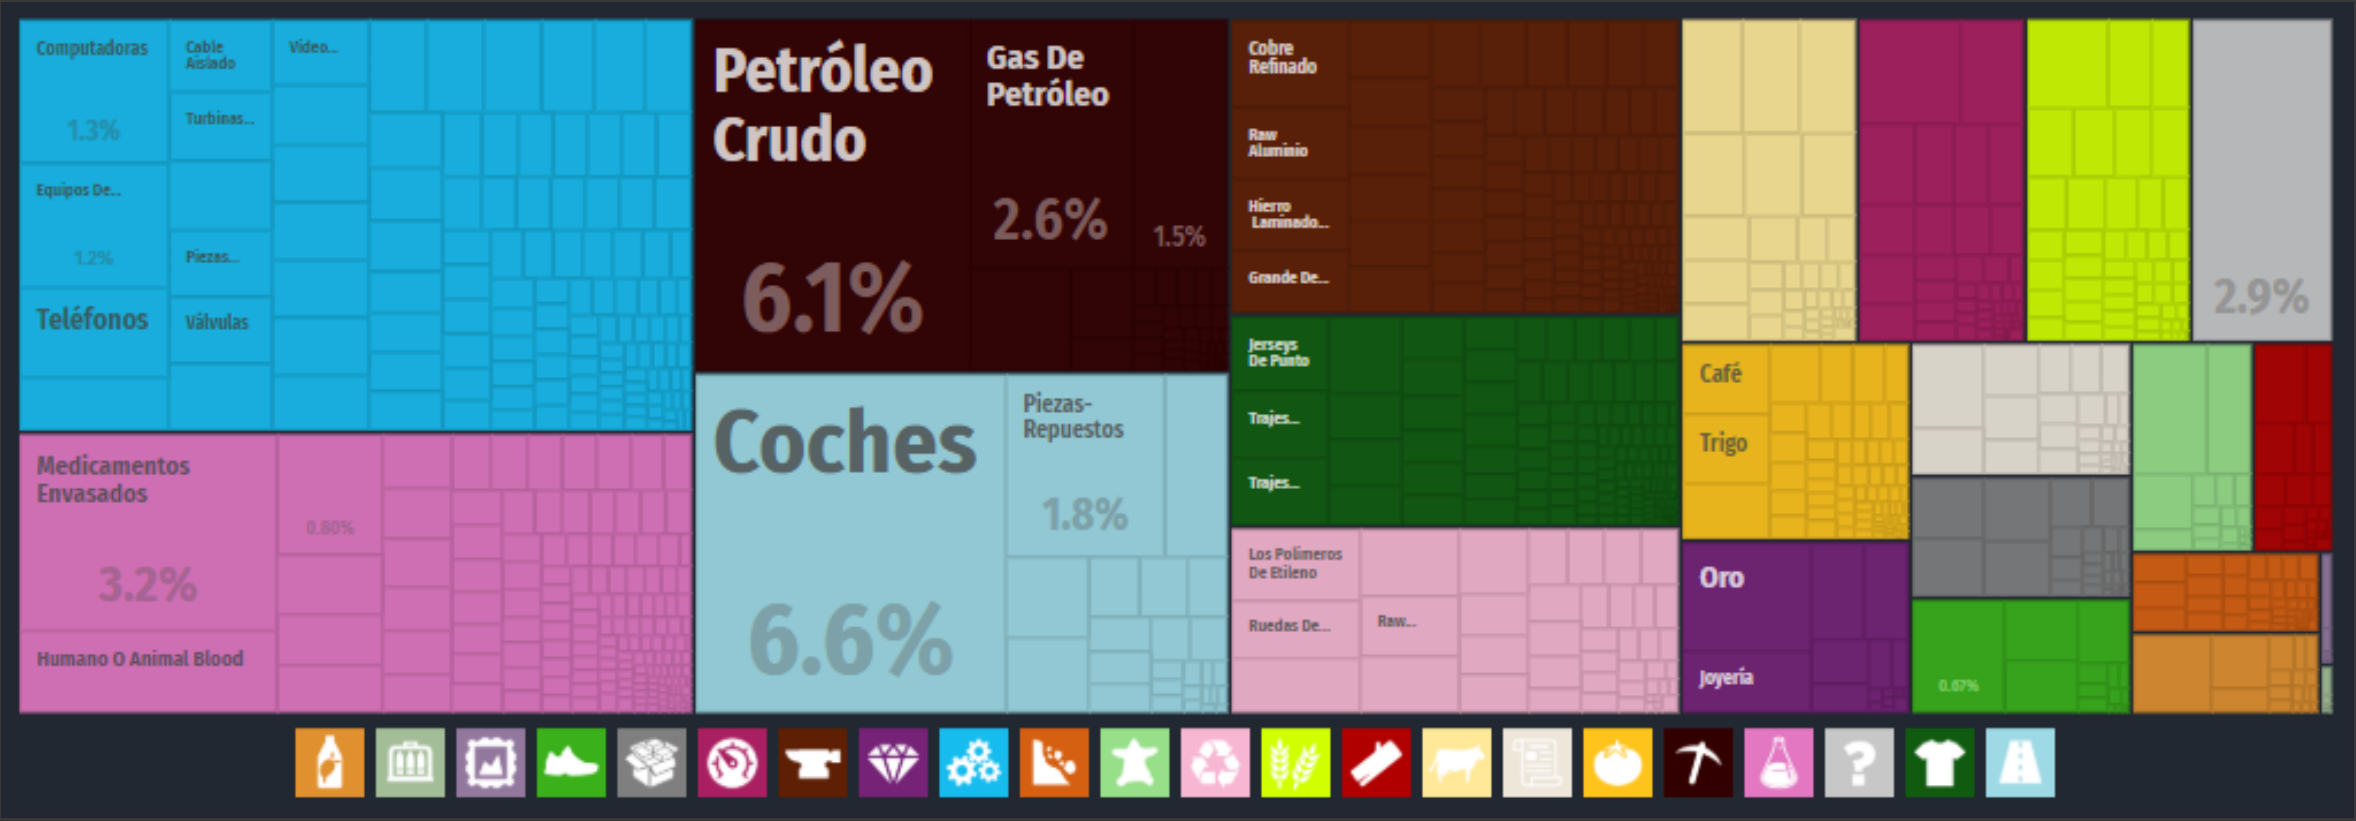 Computadoras
1.3%
Equipos De...
1.2%
Teléfonos
Cable
Aislado
Turbinas...
Piezas...
Válvulas
Video...
Medicamentos
Envasados
3.2%
0.80%
Humano O Animal Blood
Petróleo
Crudo
6.1%
Gas De
Petróleo
2.6%
1.5%
Coches
6.6%
Piezas-
Repuestos
1.8%
Cobre
Refinado
Raw
Aluminio
Hierro
Laminado...
Grande De...
Jerseys
De Punto
Trajes...
Trajes...
Los Polímeros
De Etileno
Ruedas De...
Raw...
2.9%
Café
Trigo
Oro
Joyería
0.67%
?